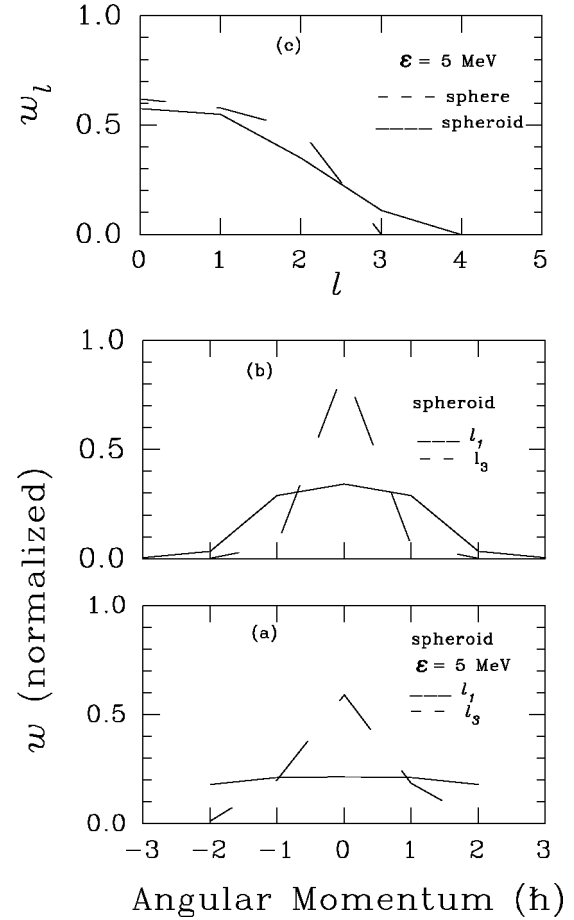 1.0
(c)
ε = 5 MeV
sphere
spheroid
w_l
0.5
0.0
0 1 2 3 4 5
l
1.0
(b)
spheroid
l_1
l_3
0.5
0.0
w (normalized)
1.0
(a)
spheroid
ε = 5 MeV
l_1
l_3
0.5
0.0
−3 −2 −1 0 1 2 3
Angular Momentum (ħ)